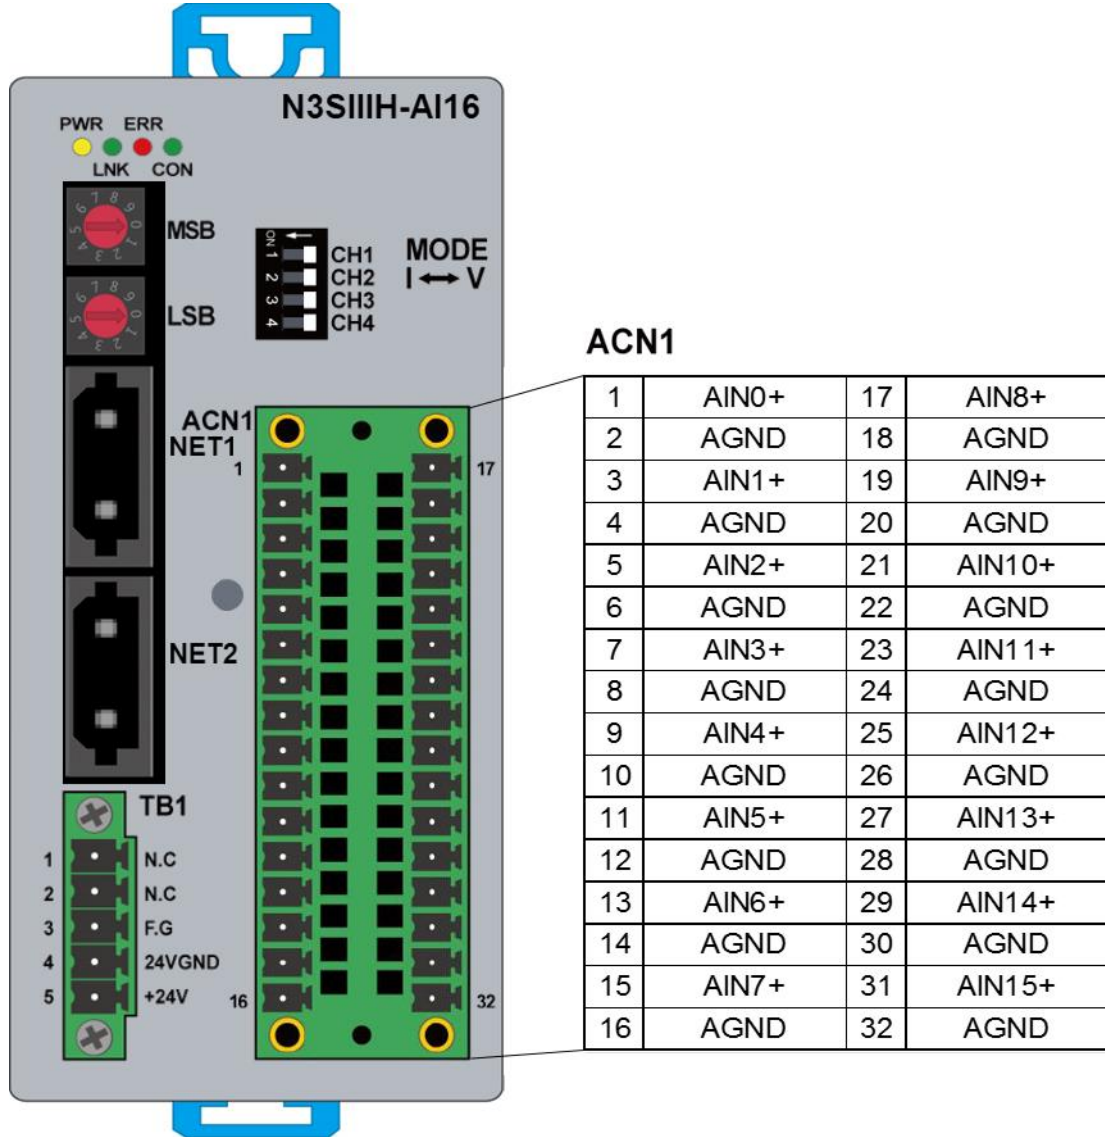 N3SIIIH-AI16
PWR ERR
LNK CON
MSB
LSB
ON
1 CH1
2 CH2
3 CH3
4 CH4
MODE
I ↔ V
ACN1
NET1
1
17
16
32
NET2
TB1
1 N.C
2 N.C
3 F.G
4 24VGND
5 +24V
ACN1
1 AIN0+ 17 AIN8+
2 AGND 18 AGND
3 AIN1+ 19 AIN9+
4 AGND 20 AGND
5 AIN2+ 21 AIN10+
6 AGND 22 AGND
7 AIN3+ 23 AIN11+
8 AGND 24 AGND
9 AIN4+ 25 AIN12+
10 AGND 26 AGND
11 AIN5+ 27 AIN13+
12 AGND 28 AGND
13 AIN6+ 29 AIN14+
14 AGND 30 AGND
15 AIN7+ 31 AIN15+
16 AGND 32 AGND